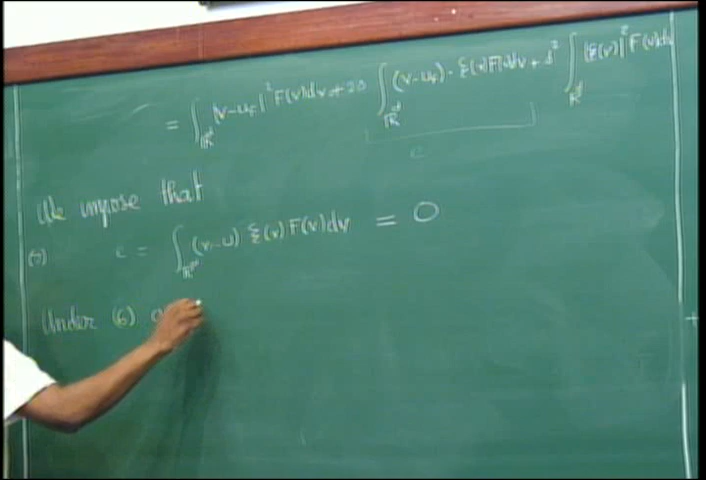 = ∫_{ℝ^d} |v-u_F|² F(v)dv + 2δ ∫_{ℝ^d} (v-u_F)·ξ(v)F(v)dv + δ² ∫_{ℝ^d} |ξ(v)|² F(v)dv
c
We impose that
(7) c = ∫_{ℝ^d} (v-u) ξ(v) F(v)dv = 0
Under (6)